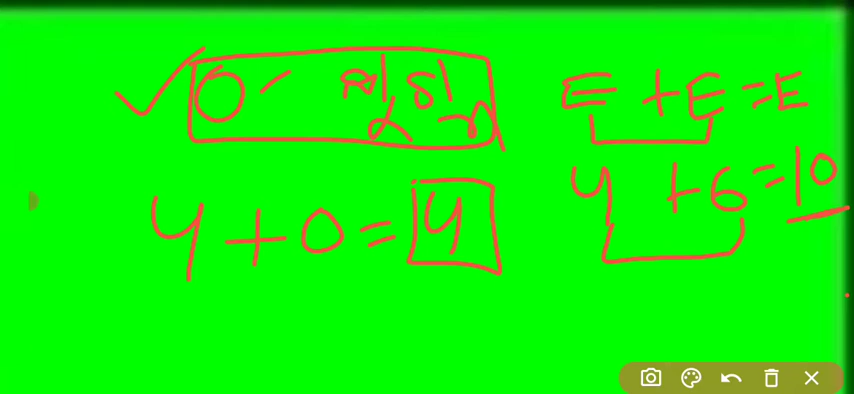 0 -
E + E = E
4 + 6 = 10
4 + 0 = 4